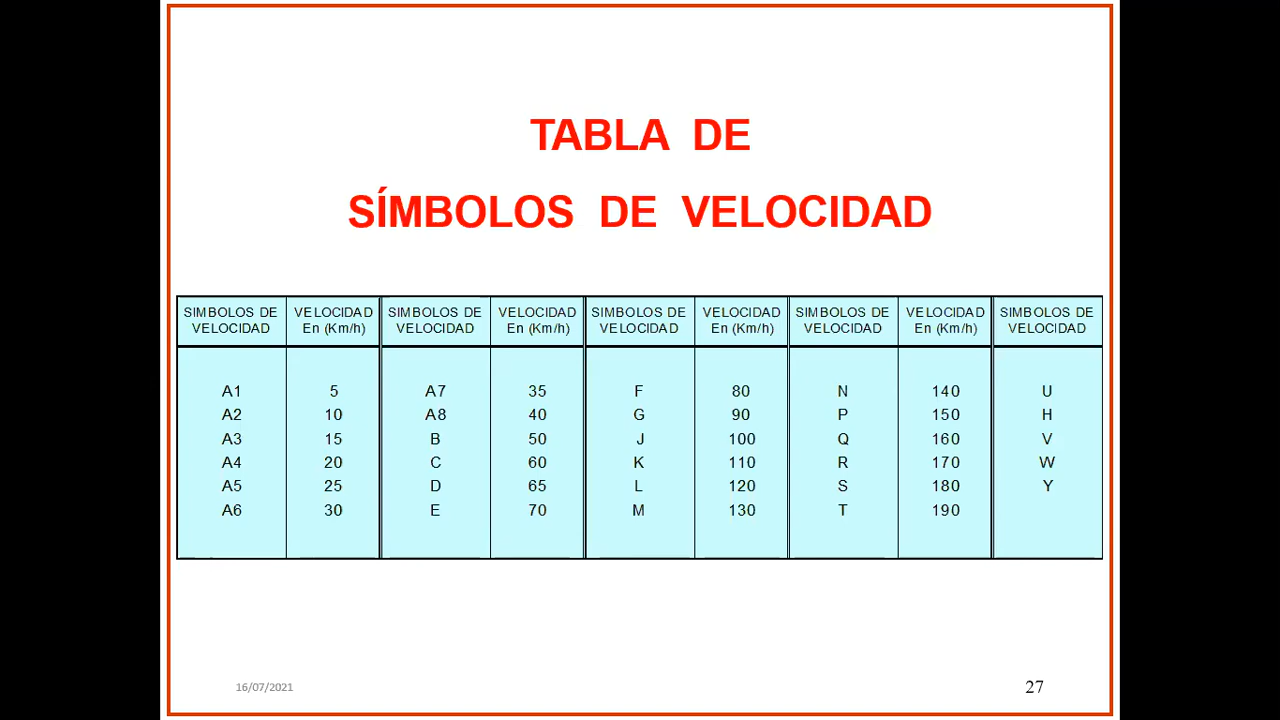 TABLA DE
SÍMBOLOS DE VELOCIDAD
SIMBOLOS DE VELOCIDAD VELOCIDAD En (Km/h) SIMBOLOS DE VELOCIDAD VELOCIDAD En (Km/h) SIMBOLOS DE VELOCIDAD VELOCIDAD En (Km/h) SIMBOLOS DE VELOCIDAD VELOCIDAD En (Km/h) SIMBOLOS DE VELOCIDAD
A1 5 A7 35 F 80 N 140 U
A2 10 A8 40 G 90 P 150 H
A3 15 B 50 J 100 Q 160 V
A4 20 C 60 K 110 R 170 W
A5 25 D 65 L 120 S 180 Y
A6 30 E 70 M 130 T 190
16/07/2021
27